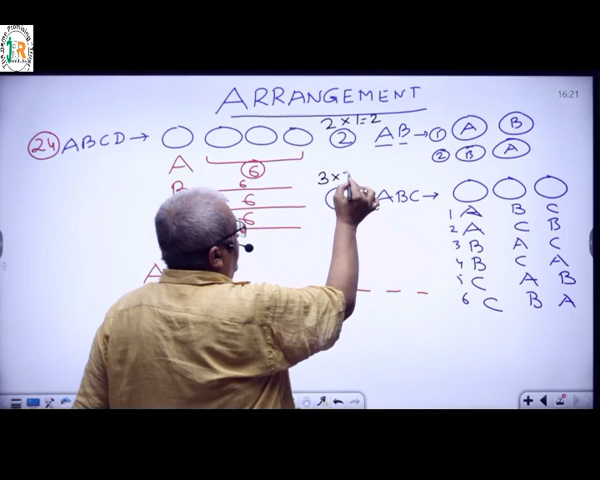 16:21
ARRANGEMENT
2 x 1 = 2
24 ABCD → 2 AB → 1 A B
2 B A
A 6
B 6
3 x
6
6
ABC →
1 A B C
2 A C B
3 B A C
4 B C A
5 C A B
6 C B A
A